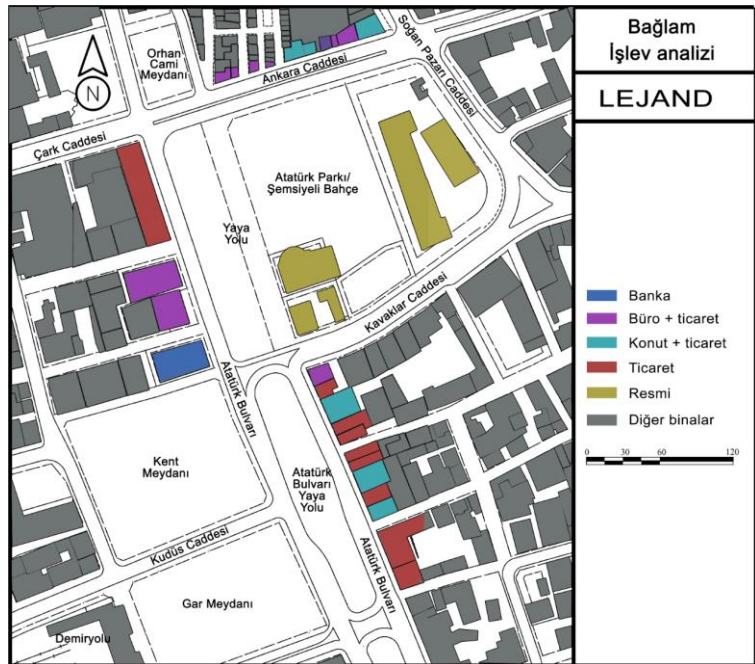 Orhan
Cami
Meydanı
Ankara Caddesi
Soğan Pazarı Caddesi
N
Çark Caddesi
Atatürk Parkı/
Şemsiyeli Bahçe
Yaya
Yolu
Kavaklar Caddesi
Atatürk Bulvarı
Kent
Meydanı
Atatürk
Bulvarı
Yaya
Yolu
Kudüs Caddesi
Atatürk Bulvarı
Gar Meydanı
Demiryolu
Bağlam
İşlev analizi
LEJAND
Banka
Büro + ticaret
Konut + ticaret
Ticaret
Resmi
Diğer binalar
0 30 60 120